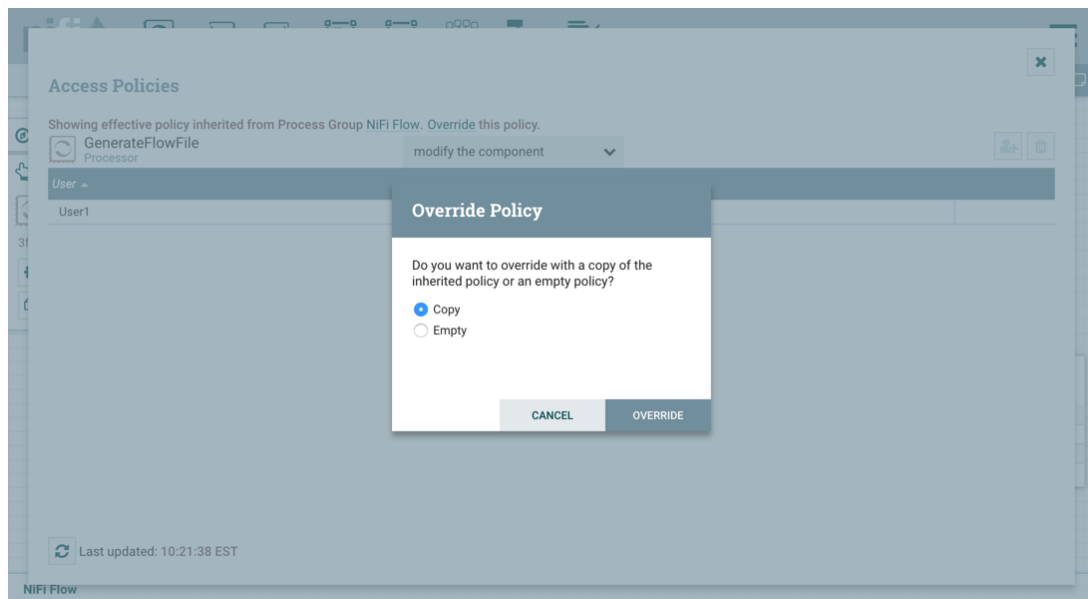 nifi
Access Policies
Showing effective policy inherited from Process Group NiFi Flow. Override this policy.
GenerateFlowFile
Processor
modify the component
User
User1
Override Policy
Do you want to override with a copy of the
inherited policy or an empty policy?
Copy
Empty
CANCEL
OVERRIDE
Last updated: 10:21:38 EST
NiFi Flow